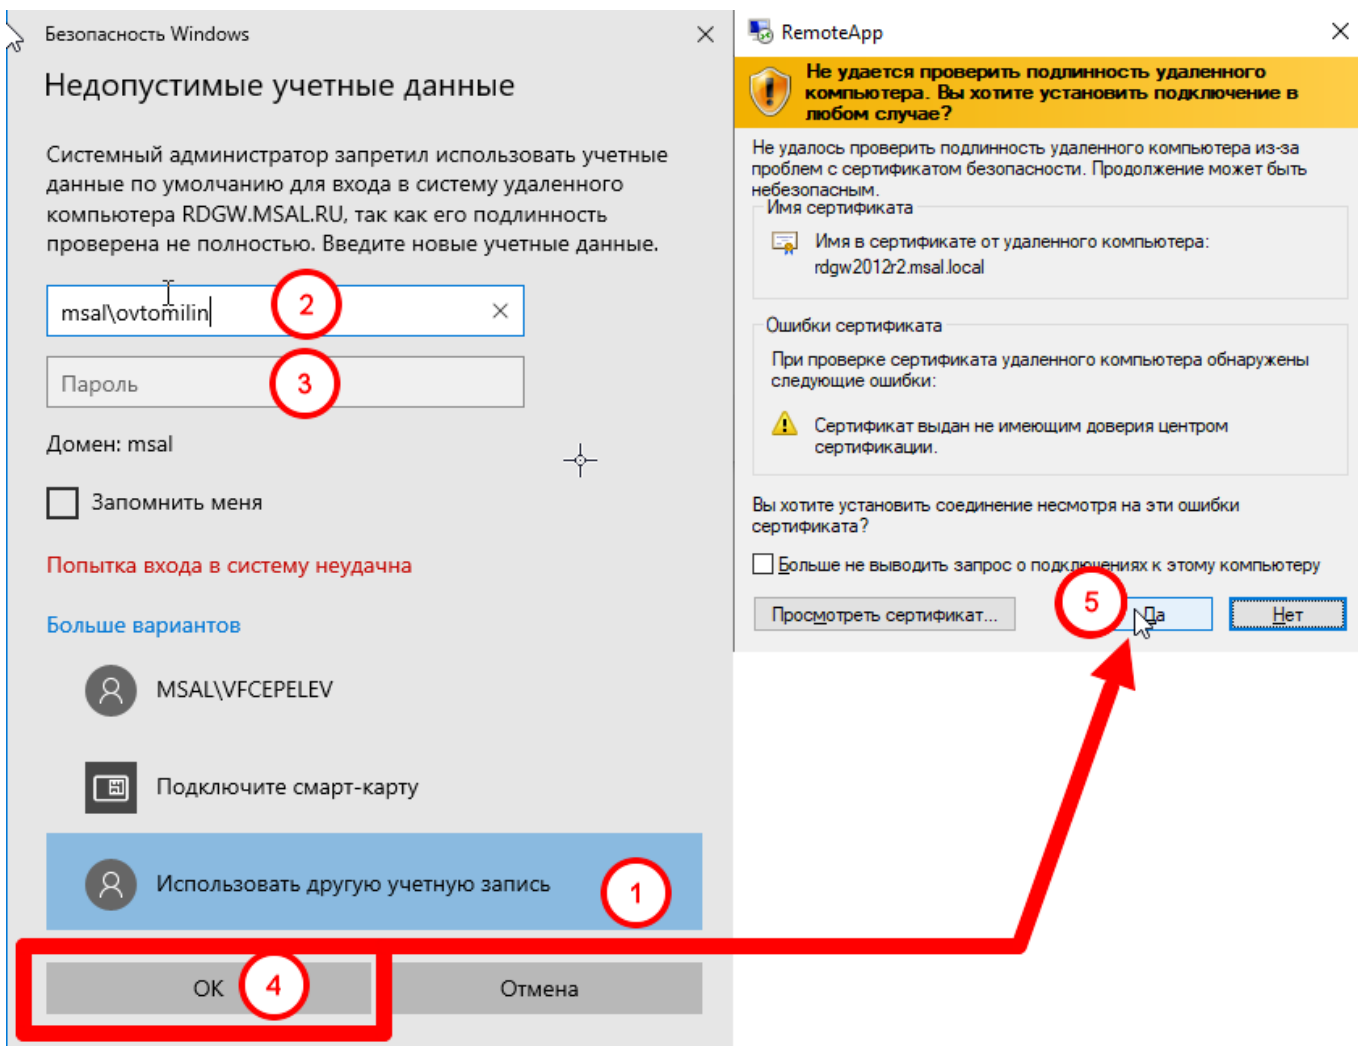 Безопасность Windows
Недопустимые учетные данные
Системный администратор запретил использовать учетные
данные по умолчанию для входа в систему удаленного
компьютера RDGW.MSAL.RU, так как его подлинность
проверена не полностью. Введите новые учетные данные.
msal\ovtomilin
2
Пароль
3
Домен: msal
Запомнить меня
Попытка входа в систему неудачна
Больше вариантов
MSAL\VFCEPELEV
Подключите смарт-карту
Использовать другую учетную запись
1
ОК
4
Отмена
RemoteApp
Не удается проверить подлинность удаленного
компьютера. Вы хотите установить подключение в
любом случае?
Не удалось проверить подлинность удаленного компьютера из-за
проблем с сертификатом безопасности. Продолжение может быть
небезопасным.
Имя сертификата
Имя в сертификате от удаленного компьютера:
rdgw2012r2.msal.local
Ошибки сертификата
При проверке сертификата удаленного компьютера обнаружены
следующие ошибки:
Сертификат выдан не имеющим доверия центром
сертификации.
Вы хотите установить соединение несмотря на эти ошибки
сертификата?
Больше не выводить запрос о подключениях к этому компьютеру
Просмотреть сертификат...
5
Да
Нет